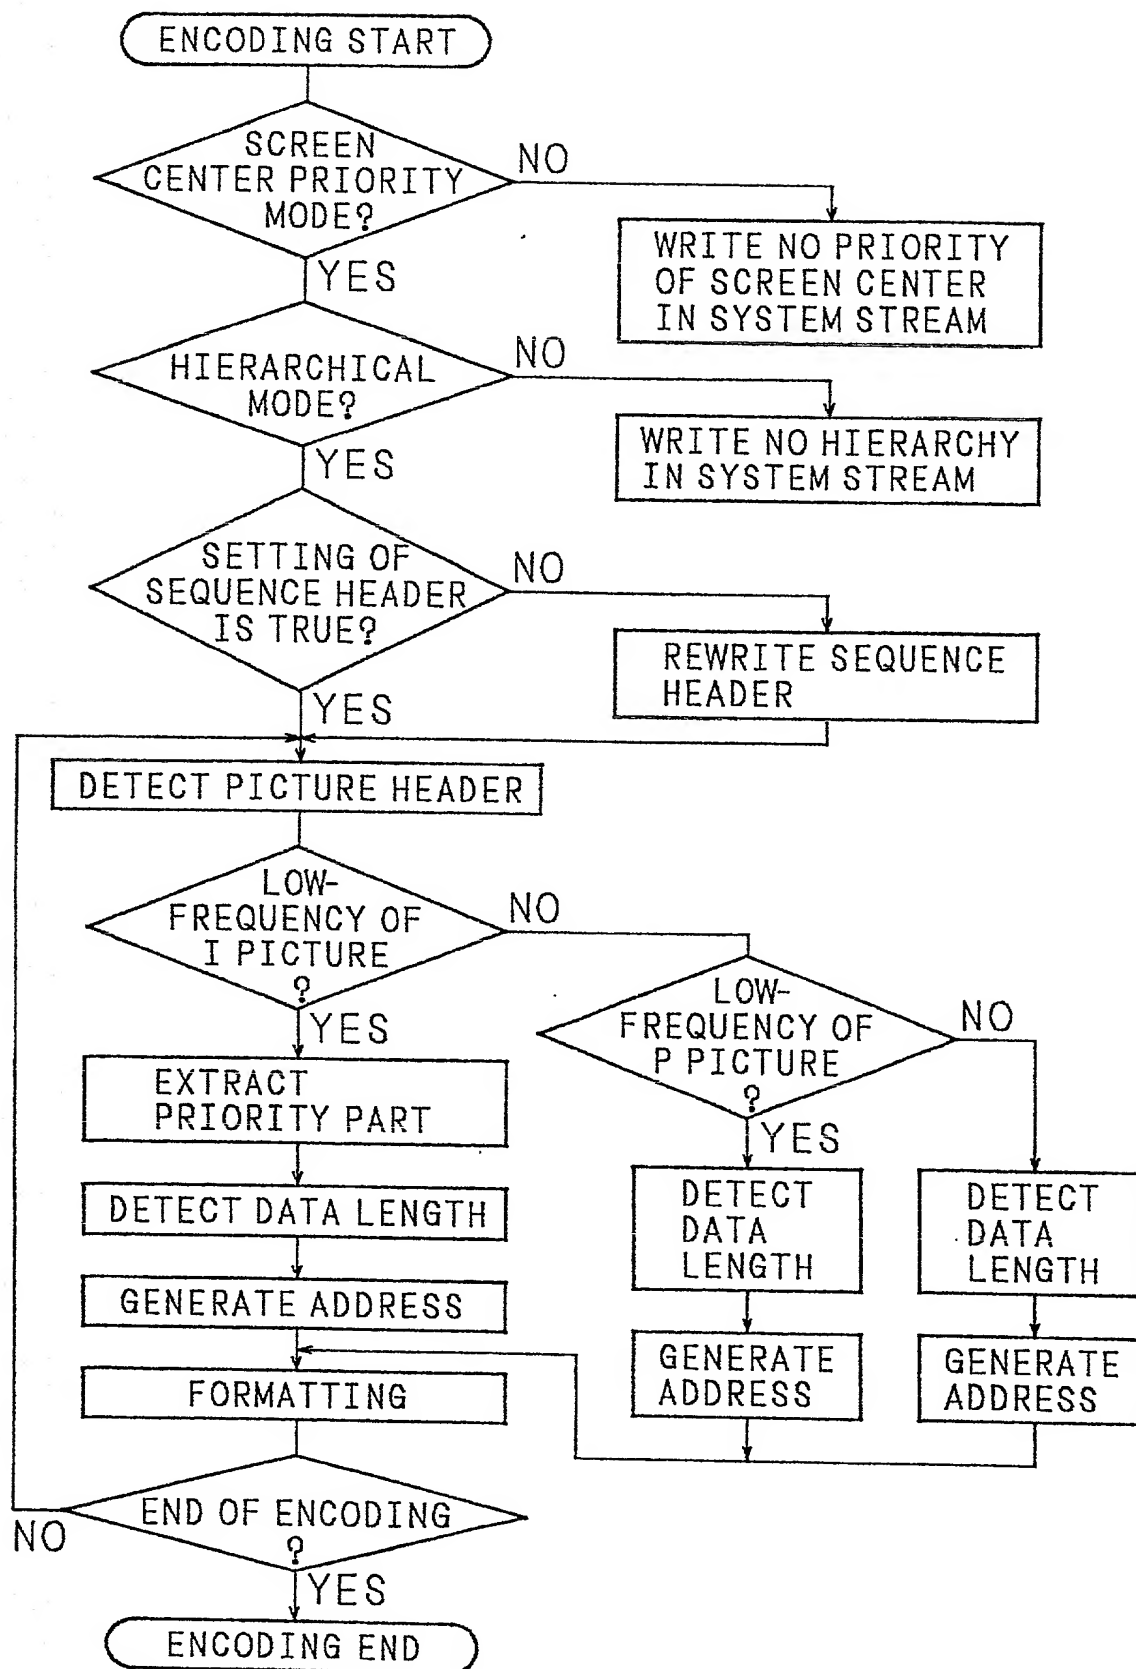 ENCODING START
SCREEN
CENTER PRIORITY
MODE?
NO
YES
WRITE NO PRIORITY
OF SCREEN CENTER
IN SYSTEM STREAM
HIERARCHICAL
MODE?
NO
YES
WRITE NO HIERARCHY
IN SYSTEM STREAM
SETTING OF
SEQUENCE HEADER
IS TRUE?
NO
YES
REWRITE SEQUENCE
HEADER
DETECT PICTURE HEADER
LOW-
FREQUENCY OF
I PICTURE
?
NO
YES
LOW-
FREQUENCY OF
P PICTURE
?
NO
YES
EXTRACT
PRIORITY PART
DETECT DATA LENGTH
GENERATE ADDRESS
DETECT
DATA
LENGTH
GENERATE
ADDRESS
DETECT
DATA
LENGTH
GENERATE
ADDRESS
FORMATTING
END OF ENCODING
?
NO
YES
ENCODING END